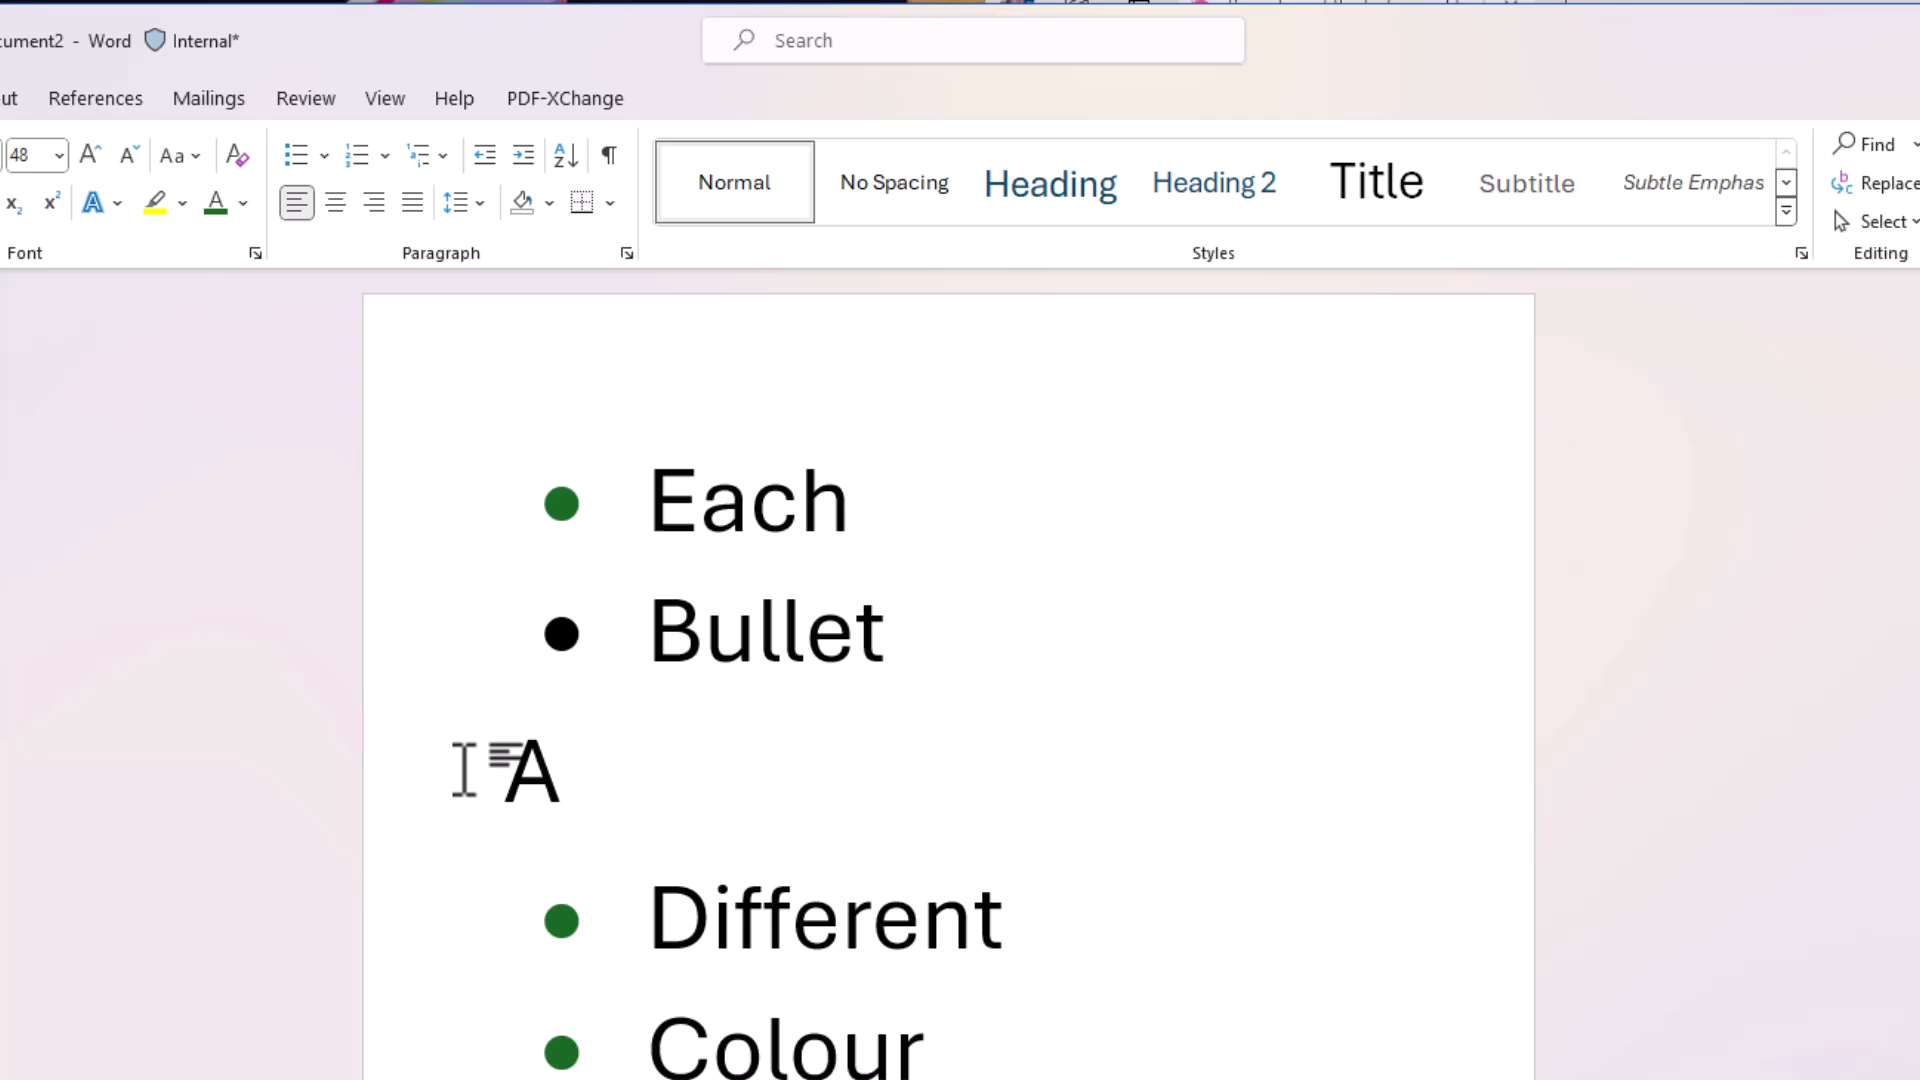 cument2 - Word Internal*
Search
ut References Mailings Review View Help PDF-XChange
48 Aa
Find
Replace
Select
Normal No Spacing Heading Heading 2 Title Subtitle Subtle Emphas
Font Paragraph Styles Editing
• Each
• Bullet
A
• Different
• Colour